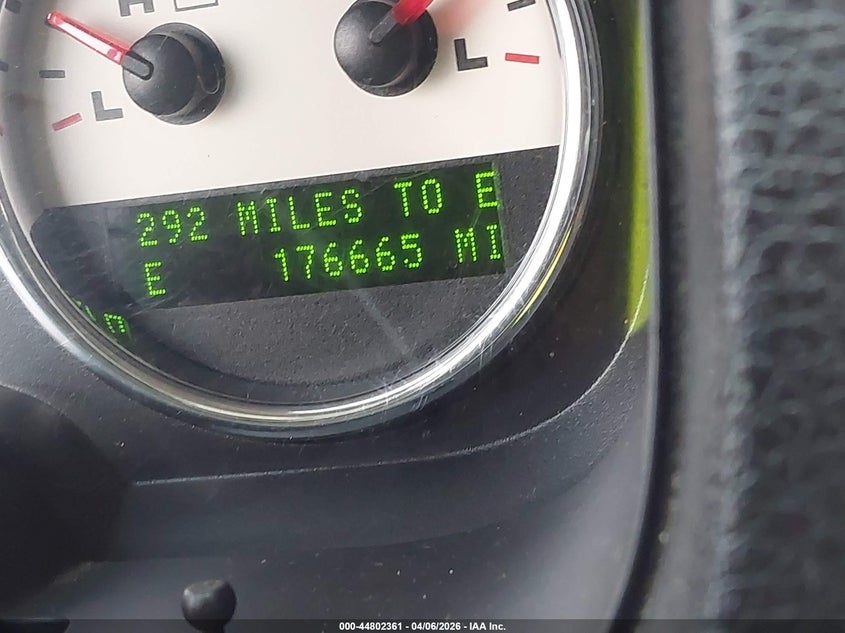 H
L
L
292 MILES TO E
E 176665 MI
000-44802361 - 04/06/2026 - IAA Inc.